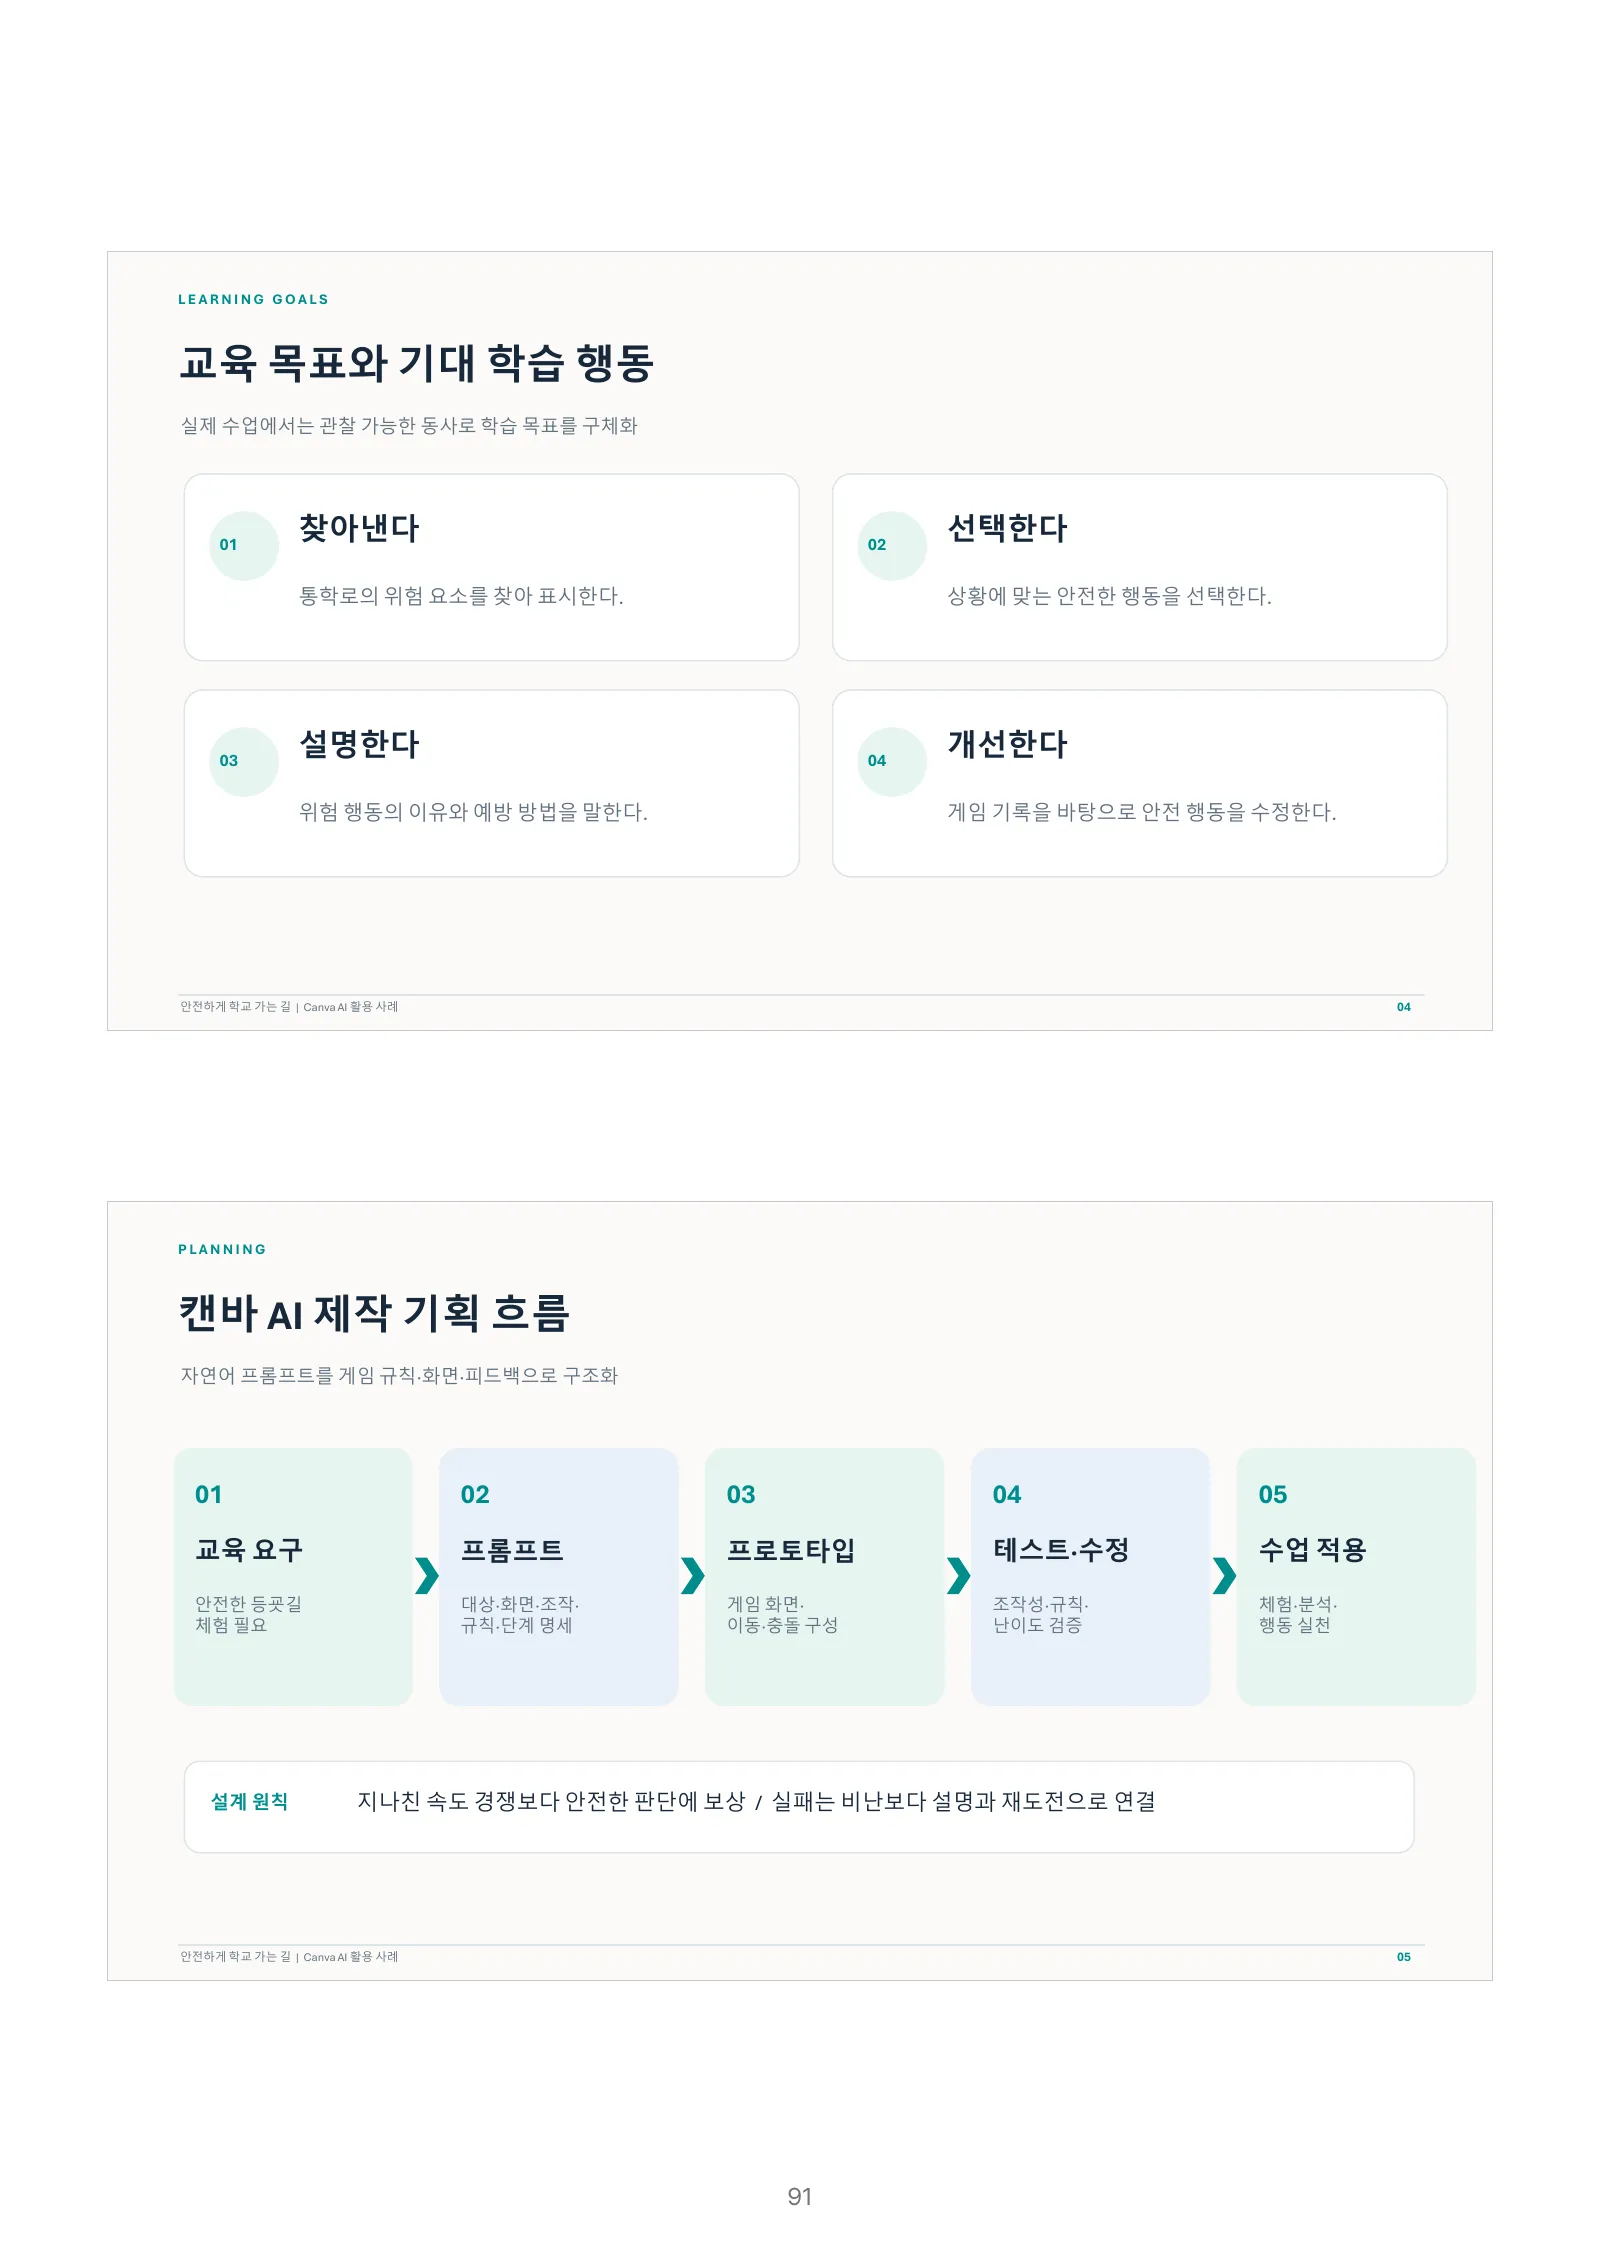 LEARNING GOALS
교육 목표와 기대 학습 행동
실제 수업에서는 관찰 가능한 동사로 학습 목표를 구체화
01
찾아낸다
통학로의 위험 요소를 찾아 표시한다.
02
선택한다
상황에 맞는 안전한 행동을 선택한다.
03
설명한다
위험 행동의 이유와 예방 방법을 말한다.
04
개선한다
게임 기록을 바탕으로 안전 행동을 수정한다.
안전하게 학교 가는 길 | Canva AI 활용 사례
04
PLANNING
캔바 AI 제작 기획 흐름
자연어 프롬프트를 게임 규칙·화면·피드백으로 구조화
01
교육 요구
안전한 등굣길
체험 필요
02
프롬프트
대상·화면·조작·
규칙·단계 명세
03
프로토타입
게임 화면·
이동·충돌 구성
04
테스트·수정
조작성·규칙·
난이도 검증
05
수업 적용
체험·분석·
행동 실천
설계 원칙
지나친 속도 경쟁보다 안전한 판단에 보상 / 실패는 비난보다 설명과 재도전으로 연결
안전하게 학교 가는 길 | Canva AI 활용 사례
05
91